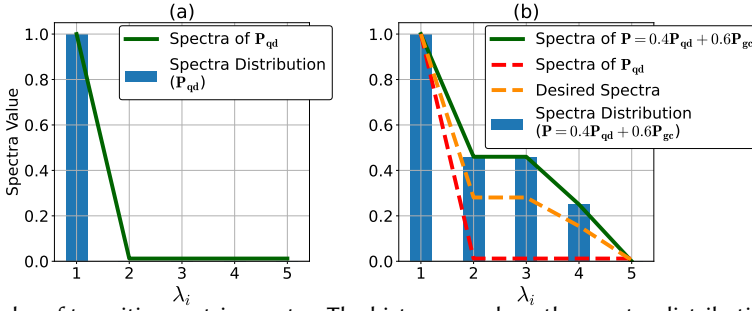 (a)
Spectra Value
1.0
0.8
0.6
0.4
0.2
0.0
Spectra of P_qd
Spectra Distribution
(P_qd)
1 2 3 4 5
λ_i
(b)
1.0
0.8
0.6
0.4
0.2
0.0
Spectra of P = 0.4P_qd + 0.6P_gc
Spectra of P_qd
Desired Spectra
Spectra Distribution
(P = 0.4P_qd + 0.6P_gc)
1 2 3 4 5
λ_i